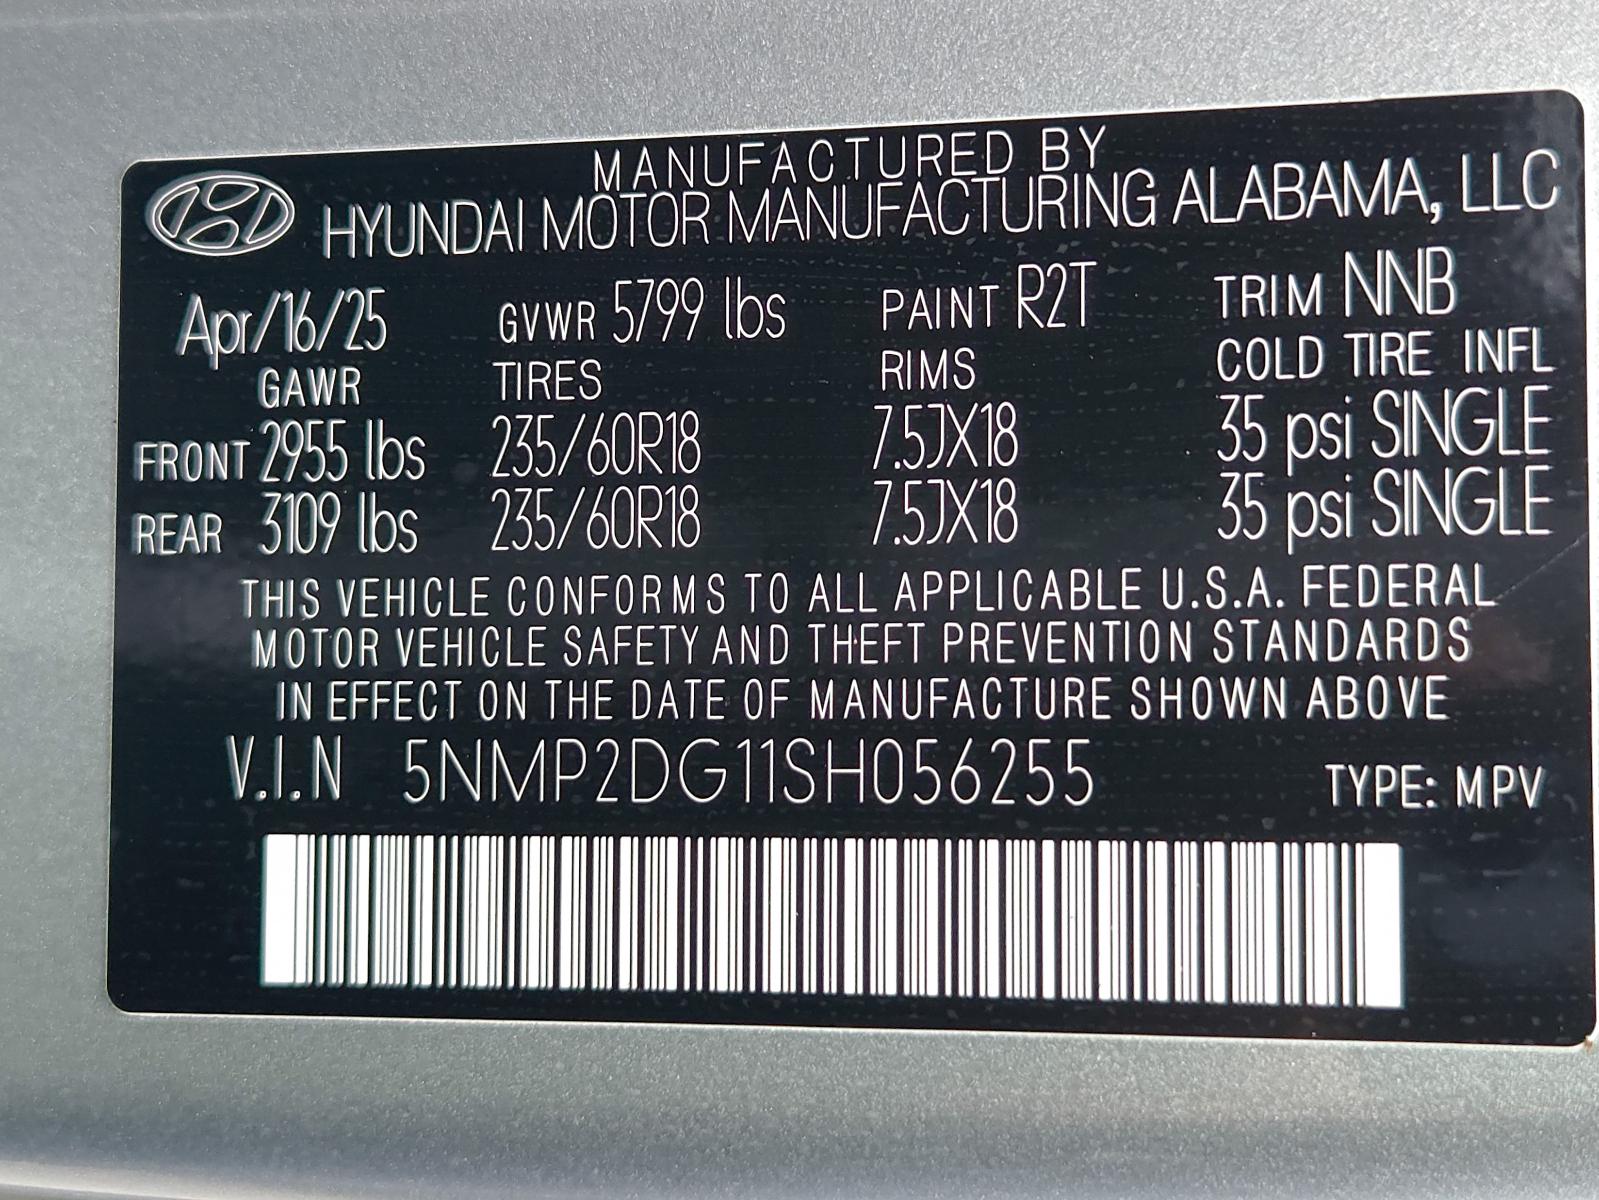 MANUFACTURED BY
HYUNDAI MOTOR MANUFACTURING ALABAMA, LLC
Apr/16/25 GVWR 5799 lbs PAINT R2T TRIM NNB
GAWR TIRES RIMS COLD TIRE INFL
FRONT 2955 lbs 235/60R18 7.5JX18 35 psi SINGLE
REAR 3109 lbs 235/60R18 7.5JX18 35 psi SINGLE
THIS VEHICLE CONFORMS TO ALL APPLICABLE U.S.A. FEDERAL
MOTOR VEHICLE SAFETY AND THEFT PREVENTION STANDARDS
IN EFFECT ON THE DATE OF MANUFACTURE SHOWN ABOVE
V.I.N 5NMP2DG11SH056255 TYPE: MPV